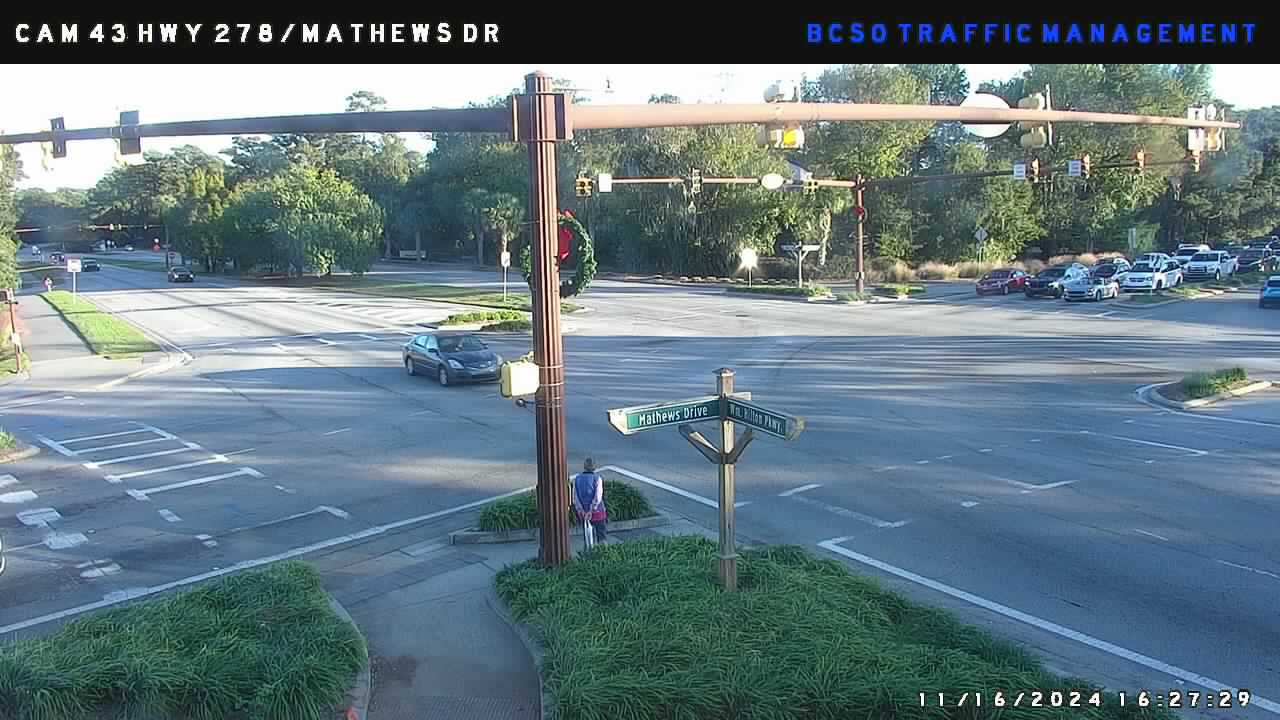 CAM 43 HWY 278/MATHEWS DR
BCSO TRAFFIC MANAGEMENT
Mathews Drive
Wm. Hilton Pkwy.
11/16/2024 16:27:29